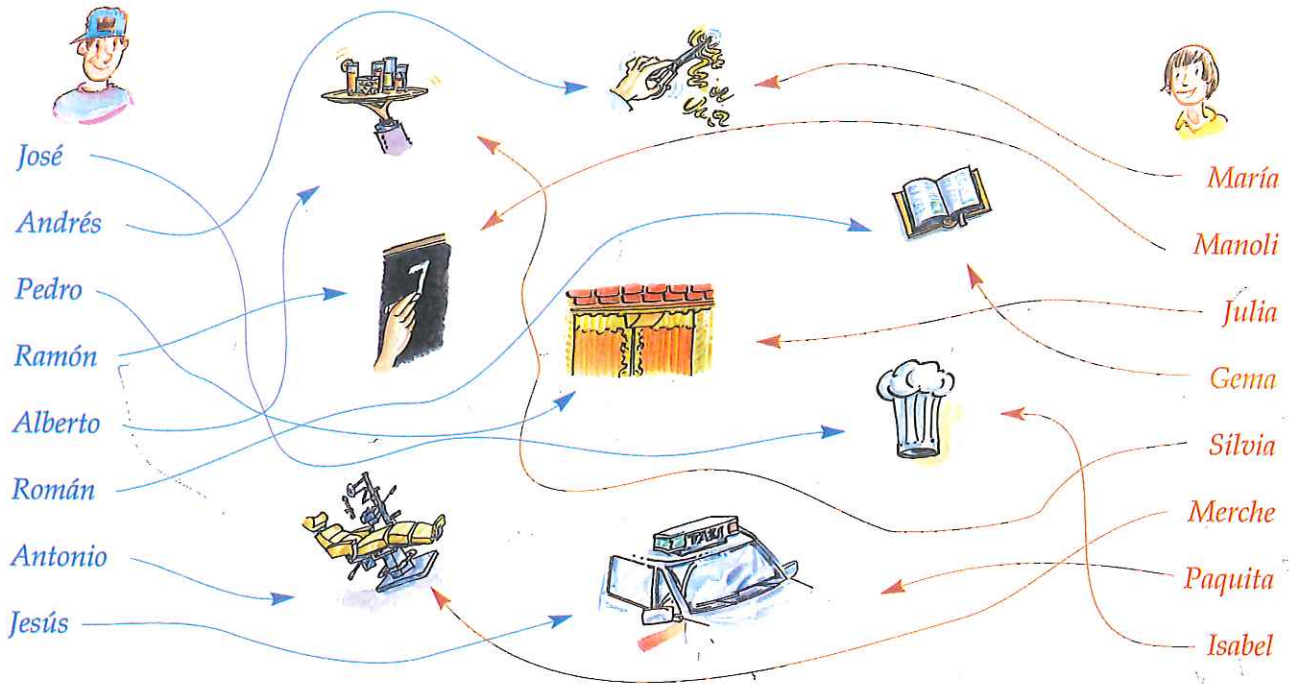 José
Andrés
Pedro
Ramón
Alberto
Román
Antonio
Jesús
7
TAXI
María
Manoli
Julia
Gema
Silvia
Merche
Paquita
Isabel